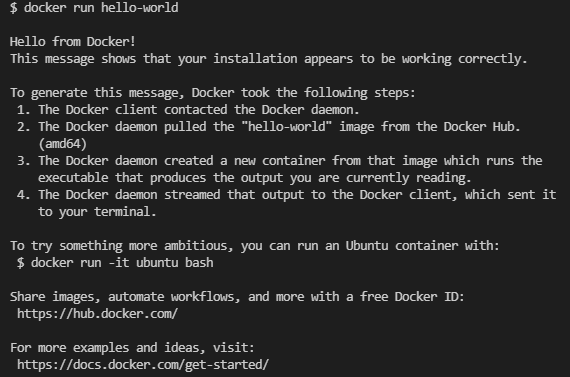 $ docker run hello-world
Hello from Docker!
This message shows that your installation appears to be working correctly.
To generate this message, Docker took the following steps:
1. The Docker client contacted the Docker daemon.
2. The Docker daemon pulled the "hello-world" image from the Docker Hub.
(amd64)
3. The Docker daemon created a new container from that image which runs the
executable that produces the output you are currently reading.
4. The Docker daemon streamed that output to the Docker client, which sent it
to your terminal.
To try something more ambitious, you can run an Ubuntu container with:
$ docker run -it ubuntu bash
Share images, automate workflows, and more with a free Docker ID:
https://hub.docker.com/
For more examples and ideas, visit:
https://docs.docker.com/get-started/